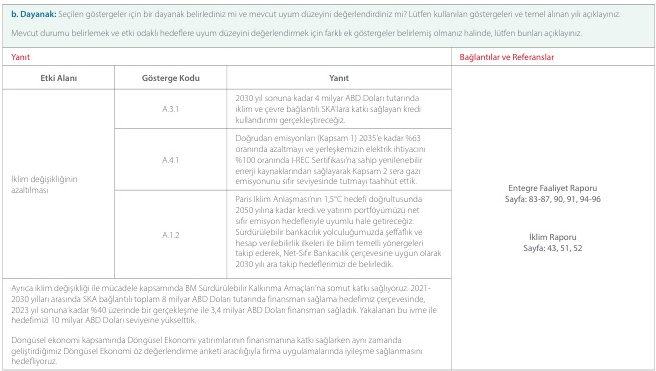 b. Dayanak: Seçilen göstergeler için bir dayanak belirlediniz mi ve mevcut uyum düzeyini değerlendirdiniz mi? Lütfen kullanılan göstergeleri ve temel alınan yılı açıklayınız.
Mevcut durumu belirlemek ve etki odaklı hedeflere uyum düzeyini değerlendirmek için farklı ek göstergeler belirlemiş olmanız halinde, lütfen bunları açıklayınız.
Yanıt
Bağlantılar ve Referanslar
Etki Alanı
Gösterge Kodu
Yanıt
İklim değişikliğinin
azaltılması
A.3.1
2030 yıl sonuna kadar 4 milyar ABD Doları tutarında
iklim ve çevre bağlantılı SKA'lara katkı sağlayan kredi
kullandırımı gerçekleştireceğiz.
A.4.1
Doğrudan emisyonları (Kapsam 1) 2035'e kadar %63
oranında azaltmayı ve yerleşkemizin elektrik ihtiyacını
%100 oranında I-REC Sertifikası'na sahip yenilenebilir
enerji kaynaklarından sağlayarak Kapsam 2 sera gazı
emisyonunu sıfır seviyesinde tutmayı taahhüt ettik.
A.1.2
Paris İklim Anlaşması'nın 1,5°C hedefi doğrultusunda
2050 yılına kadar kredi ve yatırım portföyümüzü net
sıfır emisyon hedefleriyle uyumlu hale getireceğiz.
Sürdürülebilir bankacılık yolculuğumuzda şeffaflık ve
hesap verilebilirlik ilkeleri ile bilim temelli yönergeleri
takip ederek, Net-Sıfır Bankacılık çerçevesine uygun olarak
2030 yılı ara takip hedeflerimizi de belirledik.
Entegre Faaliyet Raporu
Sayfa: 83-87, 90, 91, 94-96
İklim Raporu
Sayfa: 43, 51, 52
Ayrıca iklim değişikliği ile mücadele kapsamında BM Sürdürülebilir Kalkınma Amaçları'na somut katkı sağlıyoruz. 2021-
2030 yılları arasında SKA bağlantılı toplam 8 milyar ABD Doları tutarında finansman sağlama hedefimiz çerçevesinde,
2023 yıl sonuna kadar %40 üzerinde bir gerçekleşme ile 3,4 milyar ABD Doları finansman sağladık. Yakalanan bu ivme ile
hedefimizi 10 milyar ABD Doları seviyeine yükselttik.
Döngüsel ekonomi kapsamında Döngüsel Ekonomi yatırımlarının finansmanına katkı sağlarken aynı zamanda
geliştirdiğimiz Döngüsel Ekonomi öz değerlendirme anketi aracılığıyla firma uygulamalarında iyileşme sağlanmasını
hedefliyoruz.